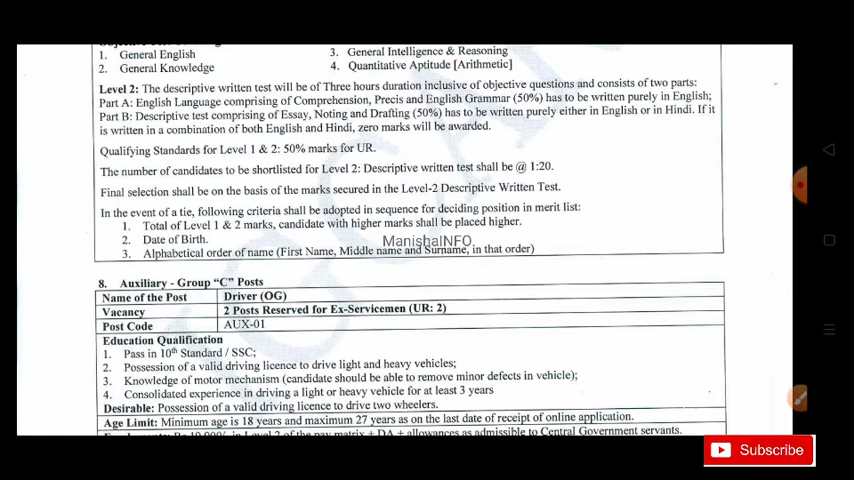 1. General English
3. General Intelligence & Reasoning
2. General Knowledge
4. Quantitative Aptitude [Arithmetic]
Level 2: The descriptive written test will be of Three hours duration inclusive of objective questions and consists of two parts:
Part A: English Language comprising of Comprehension, Precis and English Grammar (50%) has to be written purely in English;
Part B: Descriptive test comprising of Essay, Noting and Drafting (50%) has to be written purely either in English or in Hindi. If it
is written in a combination of both English and Hindi, zero marks will be awarded.
Qualifying Standards for Level 1 & 2: 50% marks for UR.
The number of candidates to be shortlisted for Level 2: Descriptive written test shall be @ 1:20.
Final selection shall be on the basis of the marks secured in the Level-2 Descriptive Written Test.
In the event of a tie, following criteria shall be adopted in sequence for deciding position in merit list:
1. Total of Level 1 & 2 marks, candidate with higher marks shall be placed higher.
2. Date of Birth.
ManishaINFO
3. Alphabetical order of name (First Name, Middle name and Surname, in that order)
8. Auxiliary - Group “C” Posts
Name of the Post Driver (OG)
Vacancy 2 Posts Reserved for Ex-Servicemen (UR: 2)
Post Code AUX-01
Education Qualification
1. Pass in 10th Standard / SSC;
2. Possession of a valid driving licence to drive light and heavy vehicles;
3. Knowledge of motor mechanism (candidate should be able to remove minor defects in vehicle);
4. Consolidated experience in driving a light or heavy vehicle for at least 3 years
Desirable: Possession of a valid driving licence to drive two wheelers.
Age Limit: Minimum age is 18 years and maximum 27 years as on the last date of receipt of online application.
in Level 2 of the pay matrix + DA + allowances as admissible to Central Government servants.
Subscribe